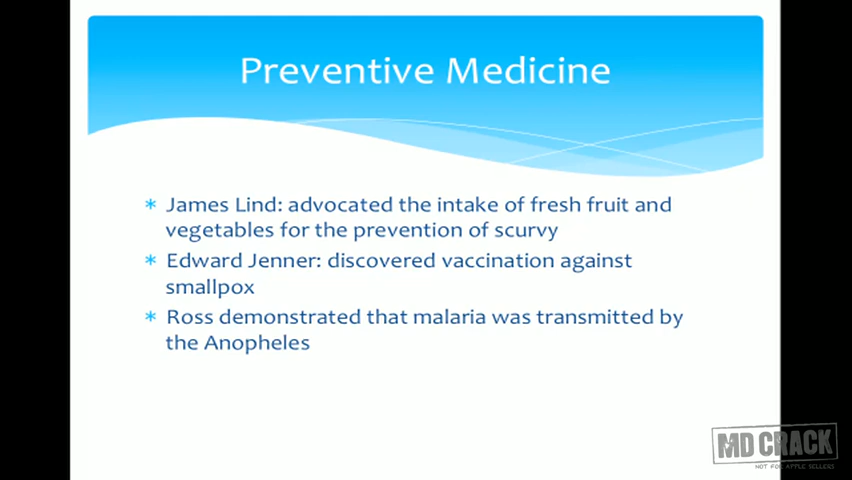 Preventive Medicine
* James Lind: advocated the intake of fresh fruit and
vegetables for the prevention of scurvy
* Edward Jenner: discovered vaccination against
smallpox
* Ross demonstrated that malaria was transmitted by
the Anopheles
MD CRACK
NOT FOR APPLE SELLERS